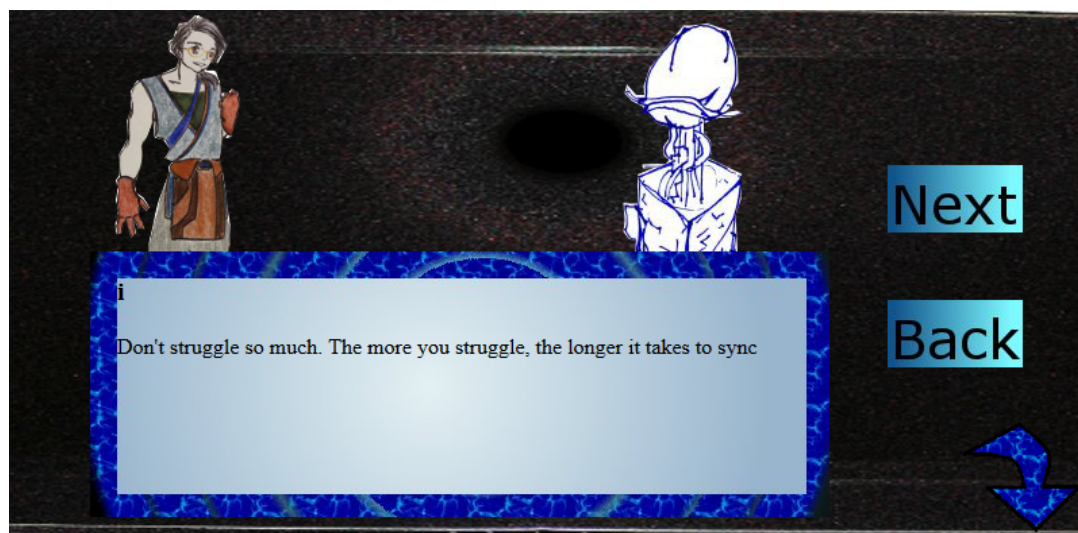 Next
i
Don't struggle so much. The more you struggle, the longer it takes to sync
Back